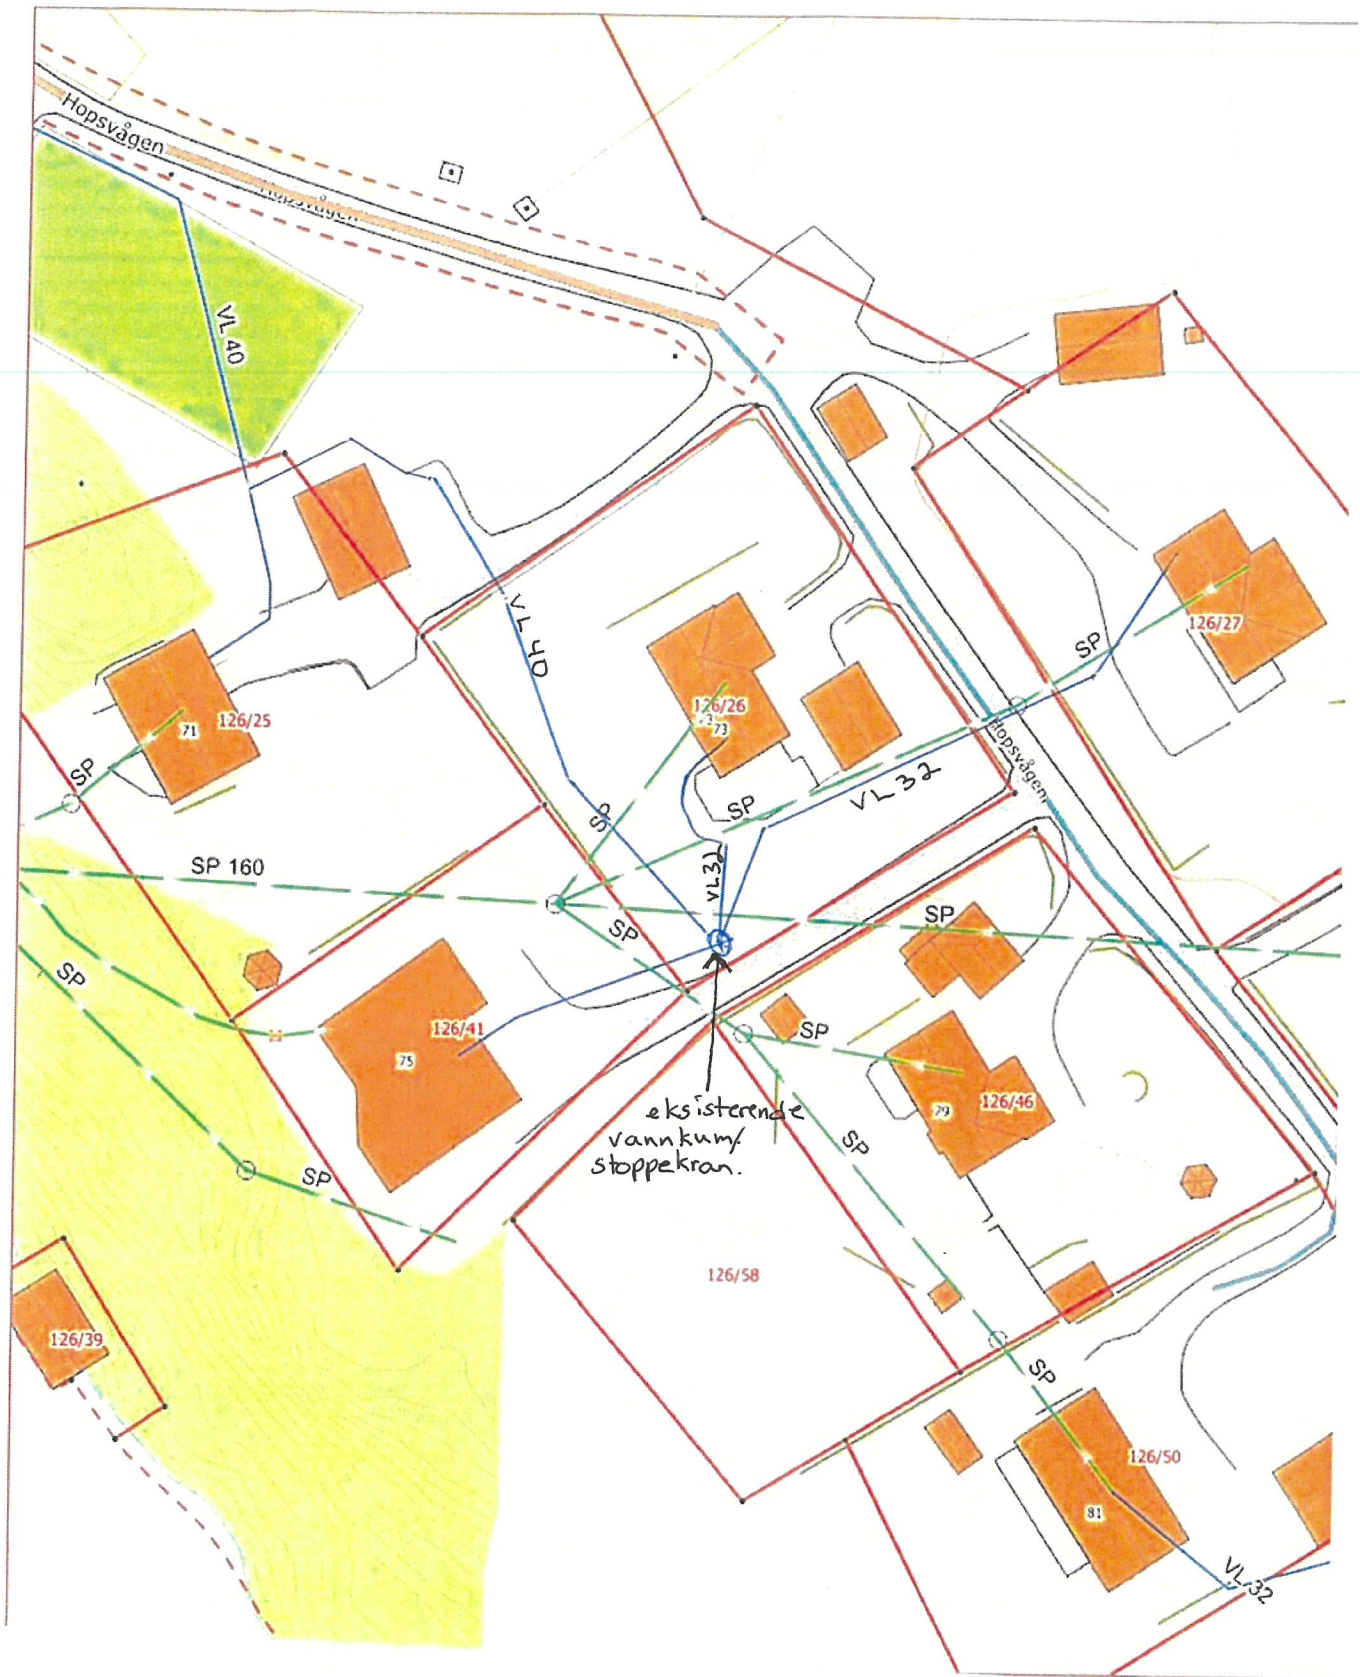 Hopsvågen
Hopsvågen
VL 40
126/27
SP
VL 40
126/25
71
126/26
73
Hopsvågen
SP
SP
SP
VL 32
SP 160
VL32
SP
SP
SP
126/41
75
SP
126/46
79
eksisterende
vannkum/
stoppekran.
SP
SP
126/58
126/39
SP
126/50
81
VL 32